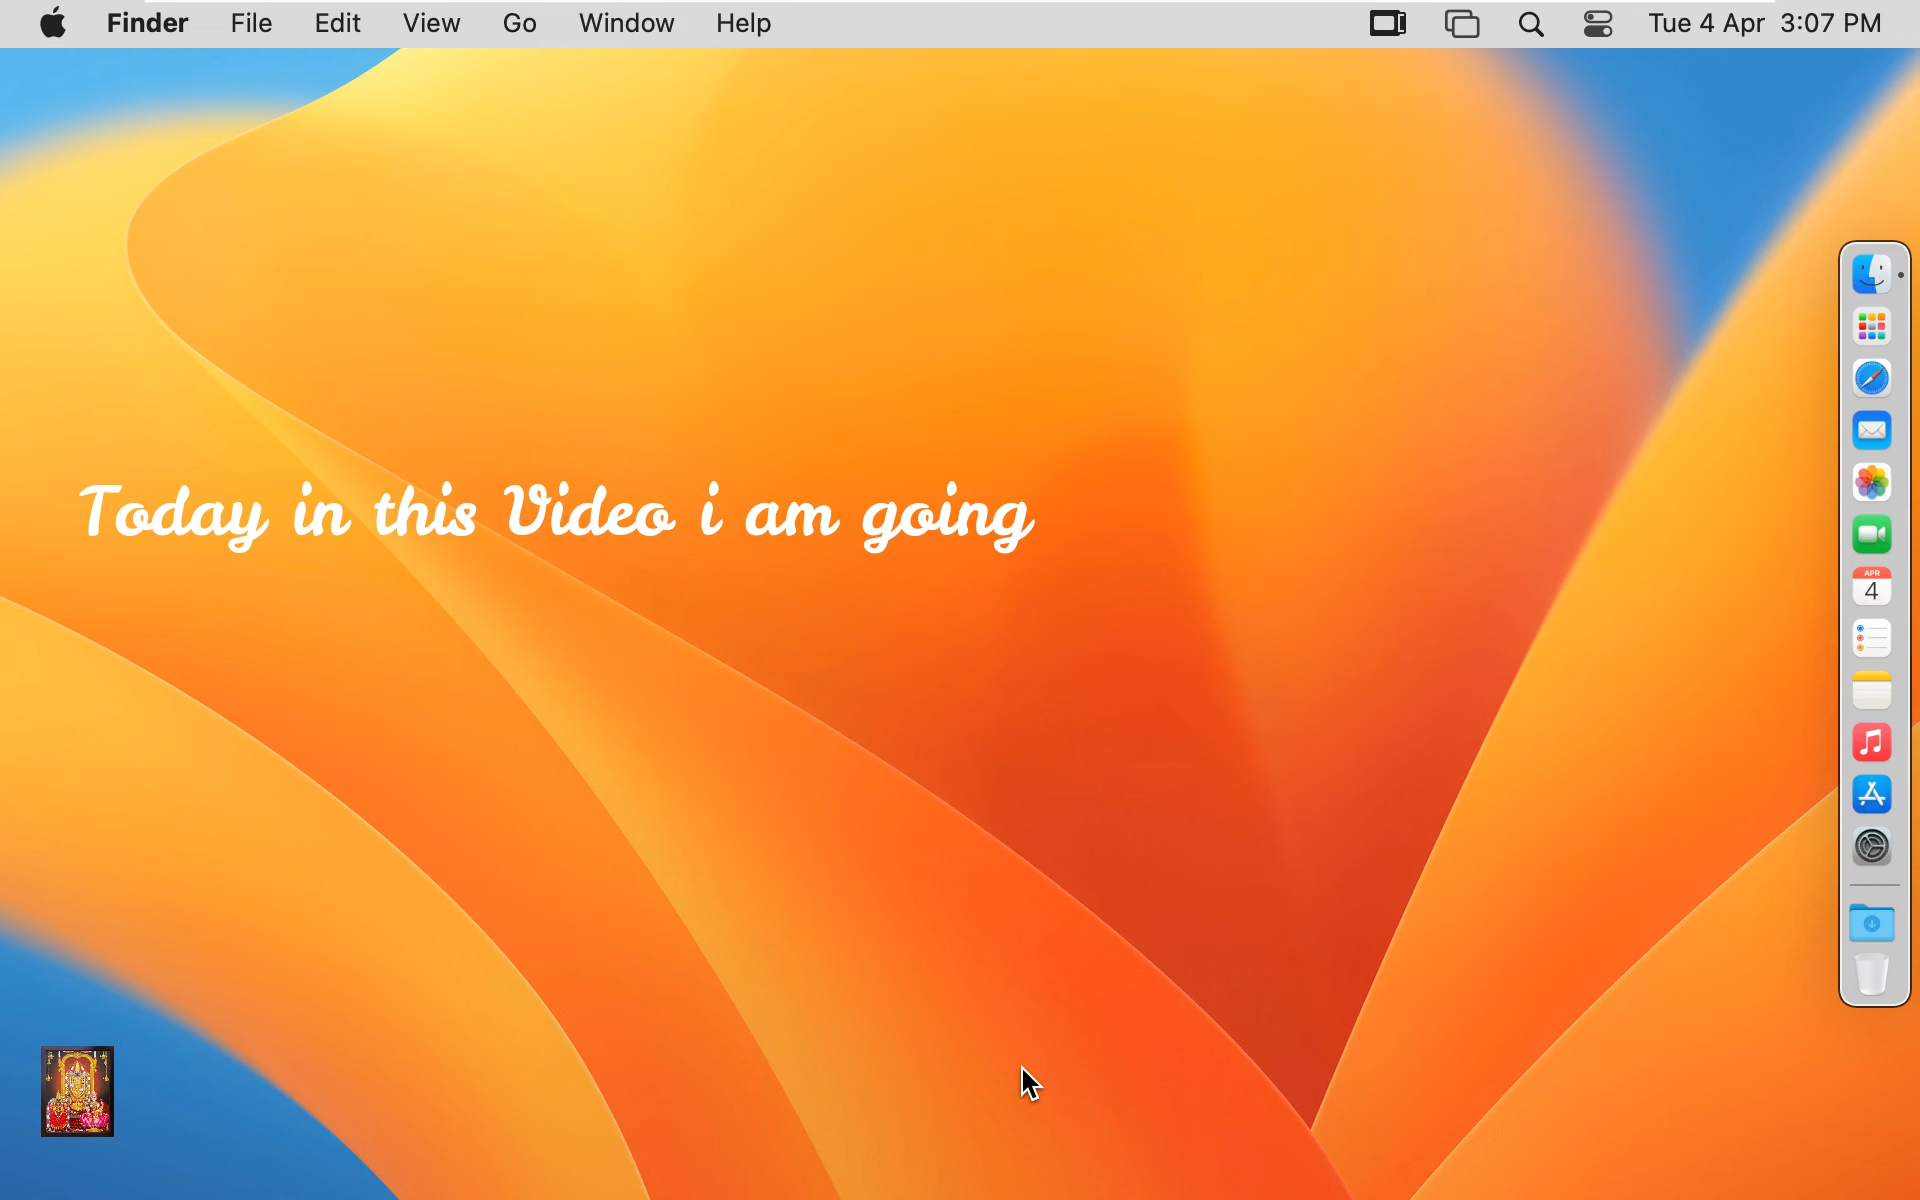 Finder File Edit View Go Window Help Tue 4 Apr 3:07 PM
Today in this Video i am going
APR
4